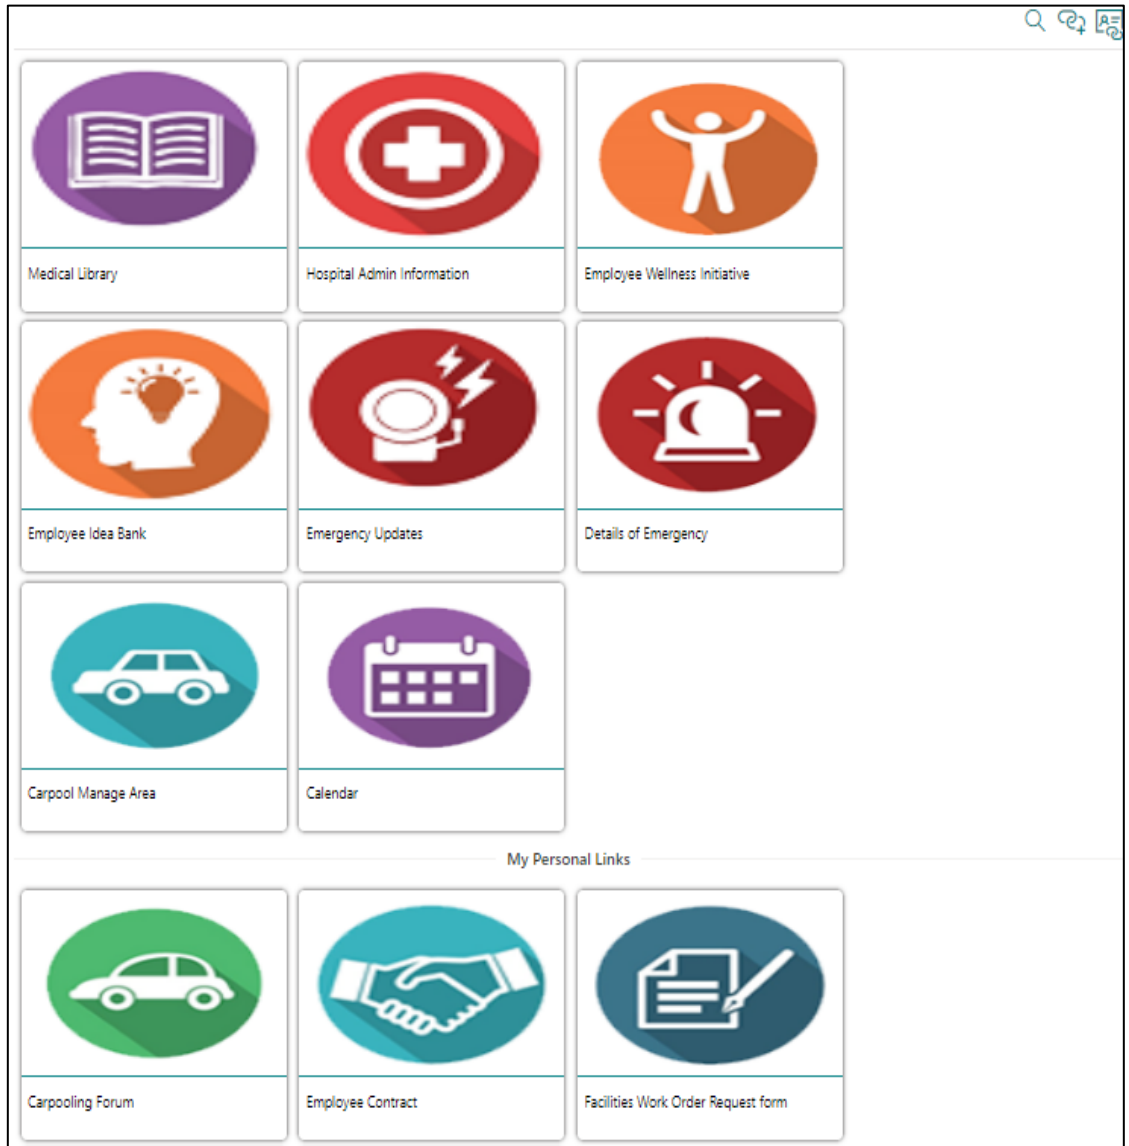 Medical Library
Hospital Admin Information
Employee Wellness Initiative
Employee Idea Bank
Emergency Updates
Details of Emergency
Carpool Manage Area
Calendar
My Personal Links
Carpooling Forum
Employee Contract
Facilities Work Order Request form